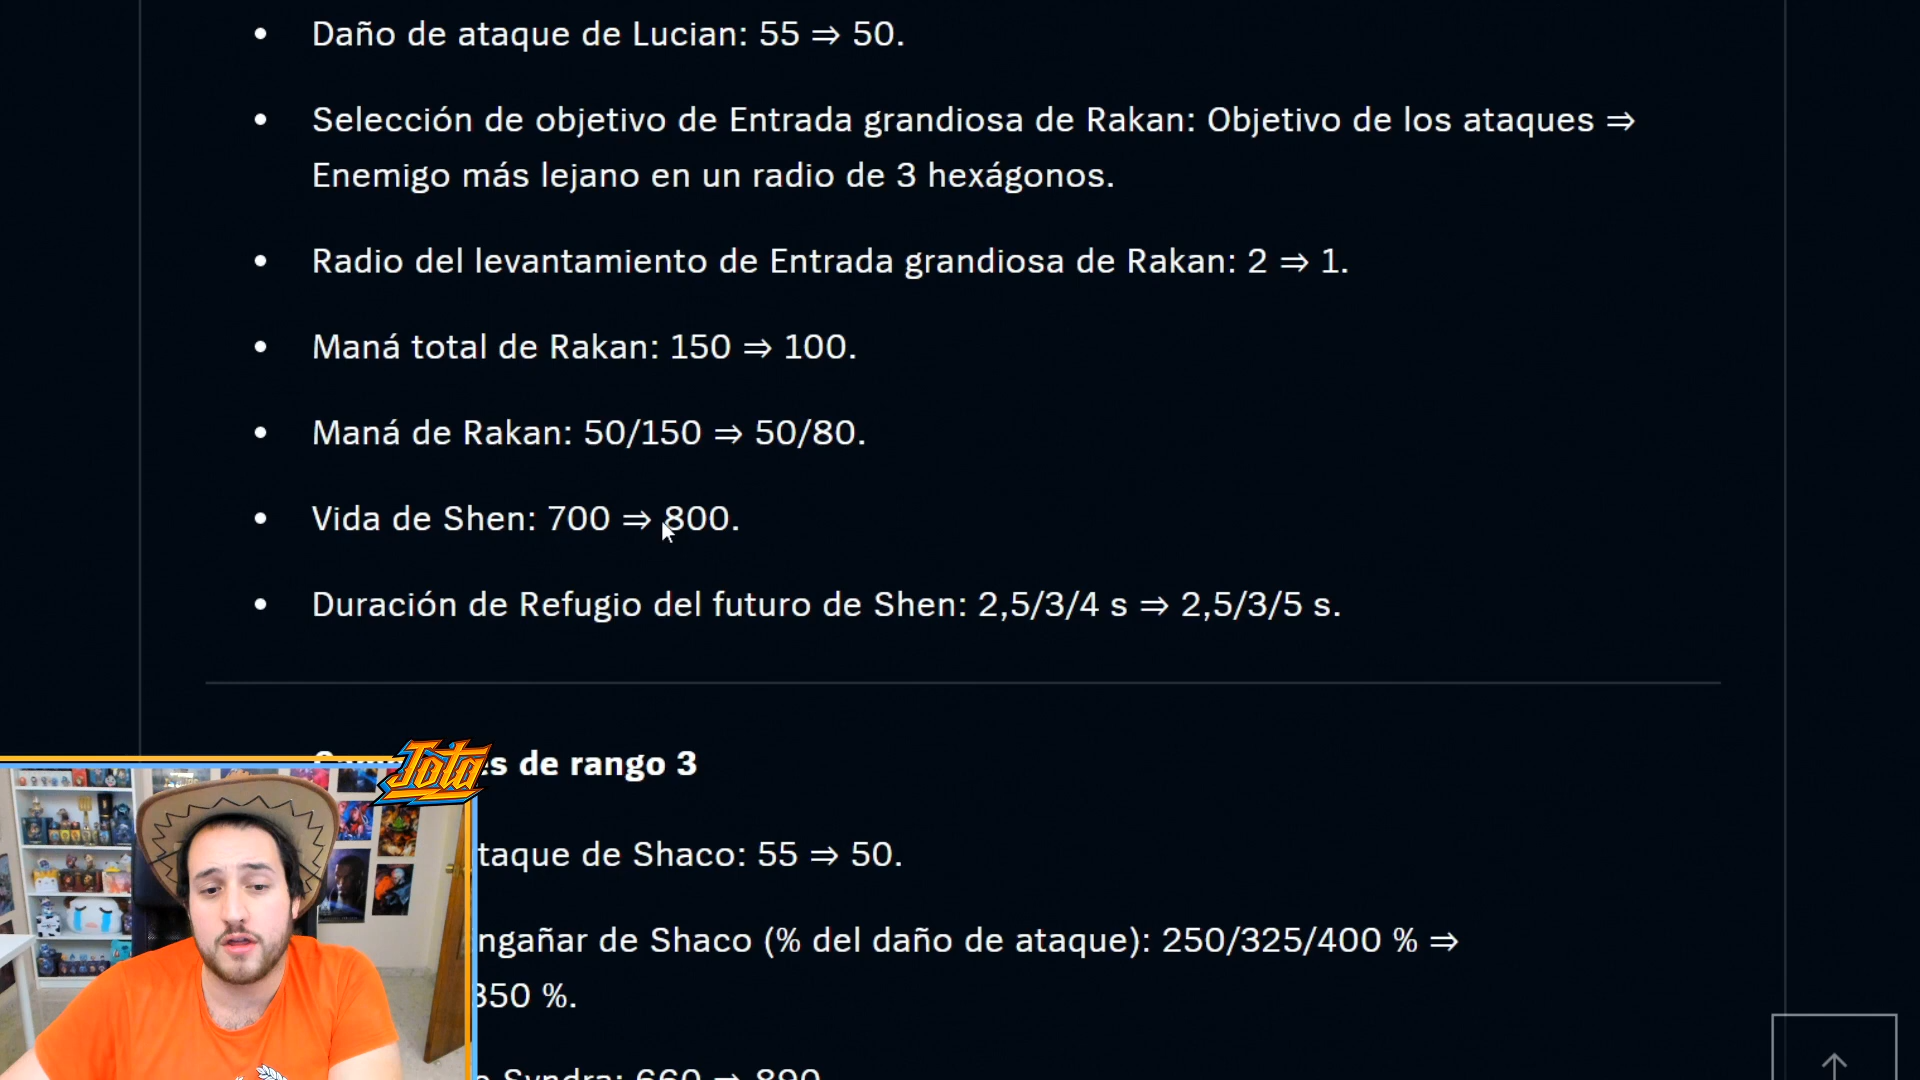 Daño de ataque de Lucian: 55 ⇒ 50.
Selección de objetivo de Entrada grandiosa de Rakan: Objetivo de los ataques ⇒
Enemigo más lejano en un radio de 3 hexágonos.
Radio del levantamiento de Entrada grandiosa de Rakan: 2 ⇒ 1.
Maná total de Rakan: 150 ⇒ 100.
Maná de Rakan: 50/150 ⇒ 50/80.
Vida de Shen: 700 ⇒ 800.
Duración de Refugio del futuro de Shen: 2,5/3/4 s ⇒ 2,5/3/5 s.
de rango 3
Jota
taque de Shaco: 55 ⇒ 50.
ngañar de Shaco (% del daño de ataque): 250/325/400 % ⇒
350 %.
Syndra: 660 ⇒ 890